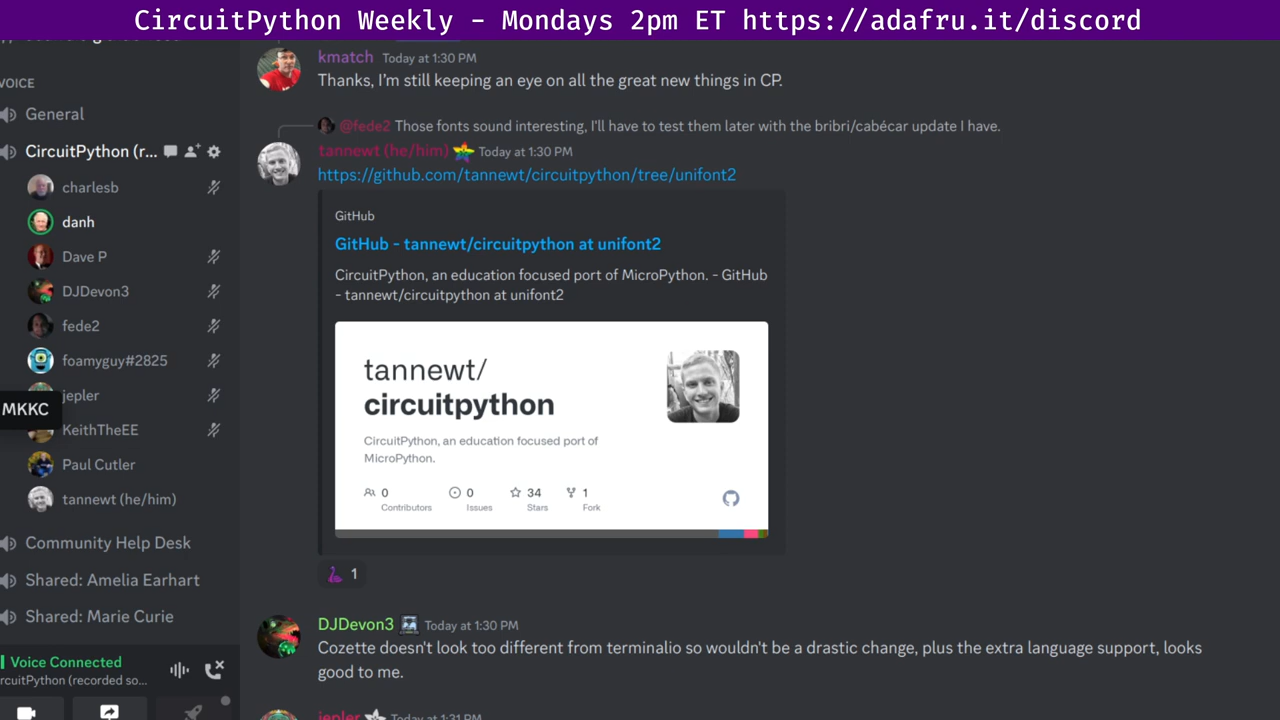 CircuitPython Weekly - Mondays 2pm ET https://adafru.it/discord
VOICE
General
CircuitPython (r...
charlesb
danh
Dave P
DJDevon3
fede2
foamyguy#2825
jepler
MKKC
KeithTheEE
Paul Cutler
tannewt (he/him)
Community Help Desk
Shared: Amelia Earhart
Shared: Marie Curie
Voice Connected
rcuitPython (recorded so...
kmatch Today at 1:30 PM
Thanks, I'm still keeping an eye on all the great new things in CP.
@fede2 Those fonts sound interesting, I'll have to test them later with the bribri/cabécar update I have.
tannewt (he/him) Today at 1:30 PM
https://github.com/tannewt/circuitpython/tree/unifont2
GitHub
GitHub - tannewt/circuitpython at unifont2
CircuitPython, an education focused port of MicroPython. - GitHub
- tannewt/circuitpython at unifont2
tannewt/
circuitpython
CircuitPython, an education focused port of
MicroPython.
0 0 34 1
Contributors Issues Stars Fork
1
DJDevon3 Today at 1:30 PM
Cozette doesn't look too different from terminalio so wouldn't be a drastic change, plus the extra language support, looks
good to me.
jepler Today at 1:31 PM